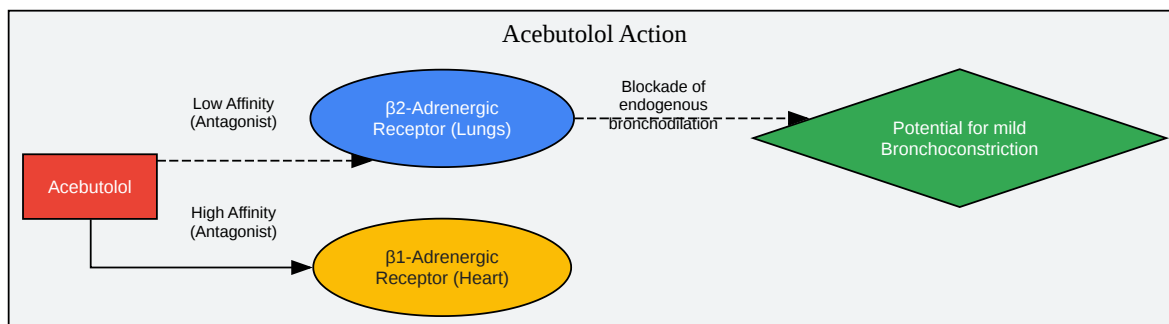 Acebutolol Action
Low Affinity
(Antagonist)
β2-Adrenergic
Receptor (Lungs)
Blockade of
endogenous
bronchodilation
Potential for mild
Bronchoconstriction
Acebutolol
High Affinity
(Antagonist)
β1-Adrenergic
Receptor (Heart)